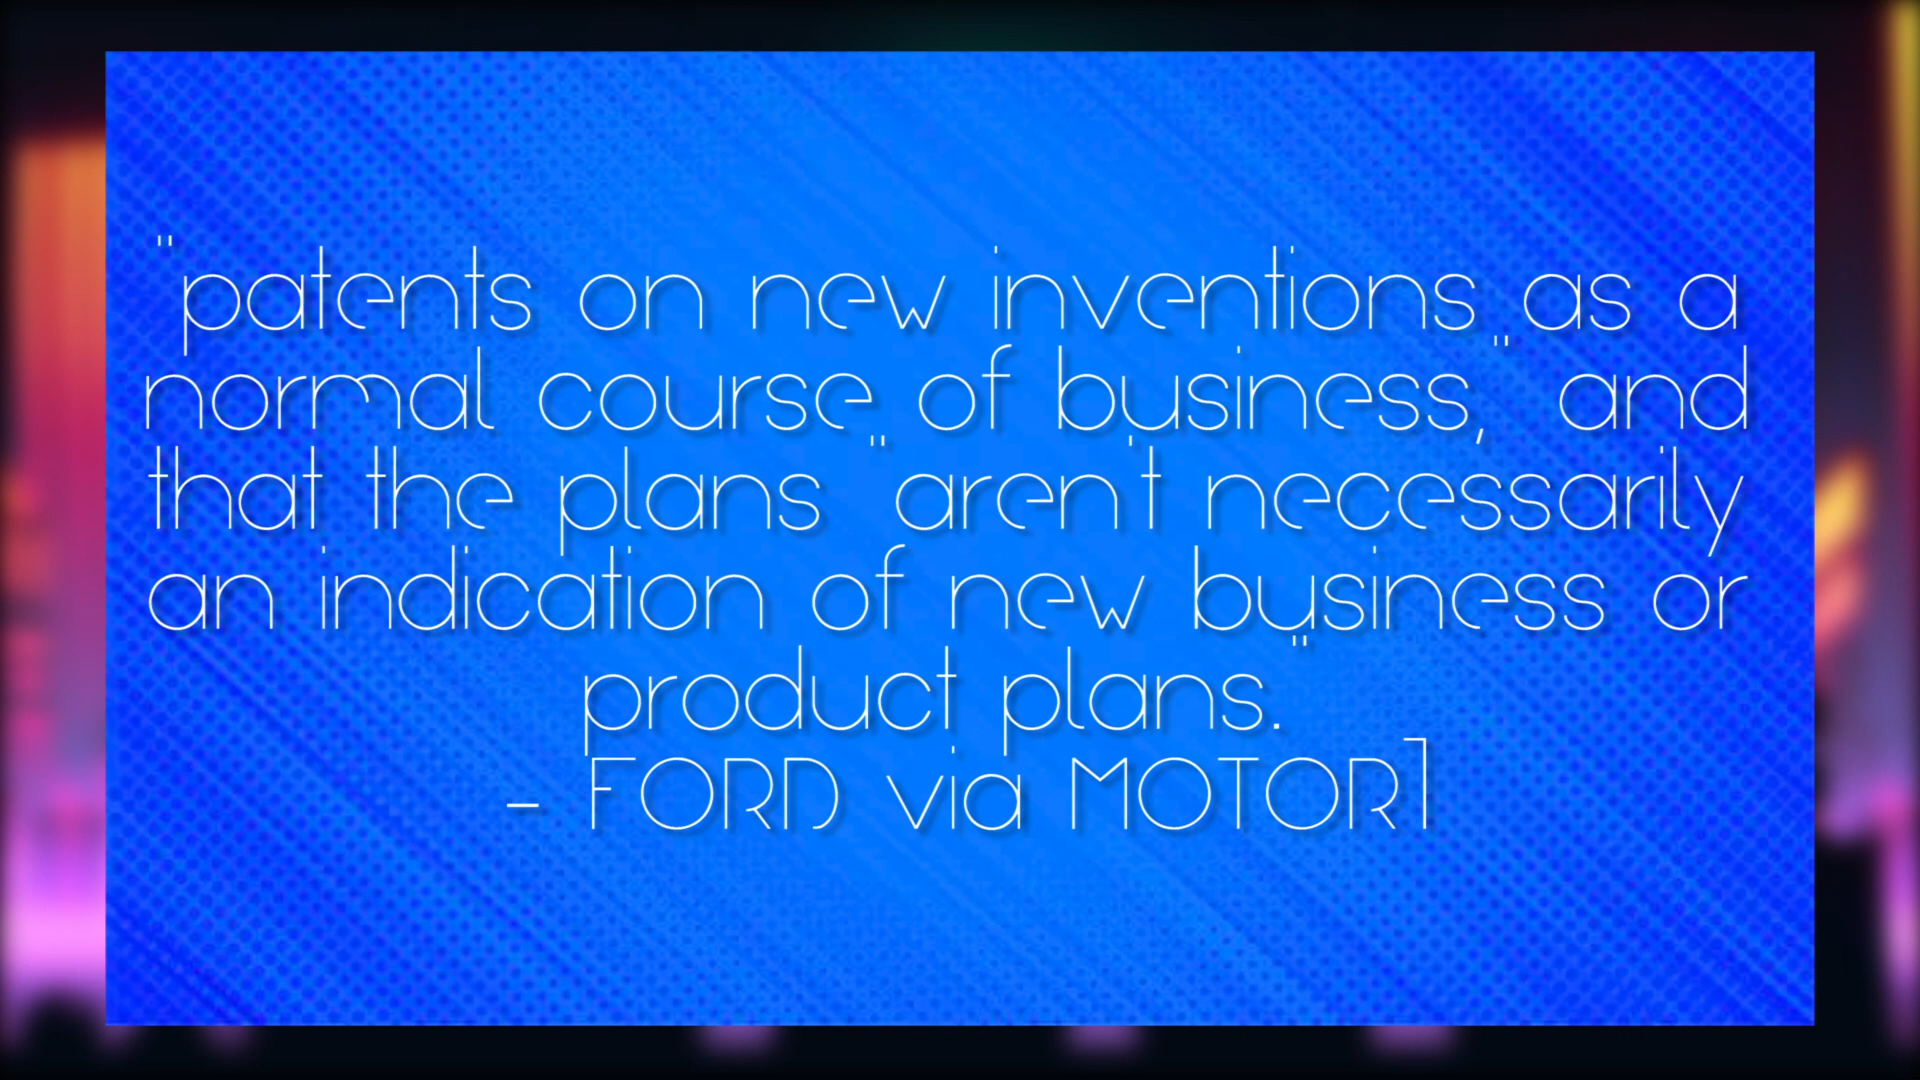 "patents on new inventions as a
normal course of business," and
that the plans "aren't necessarily
an indication of new business or
product plans."
- FORD via MOTOR1